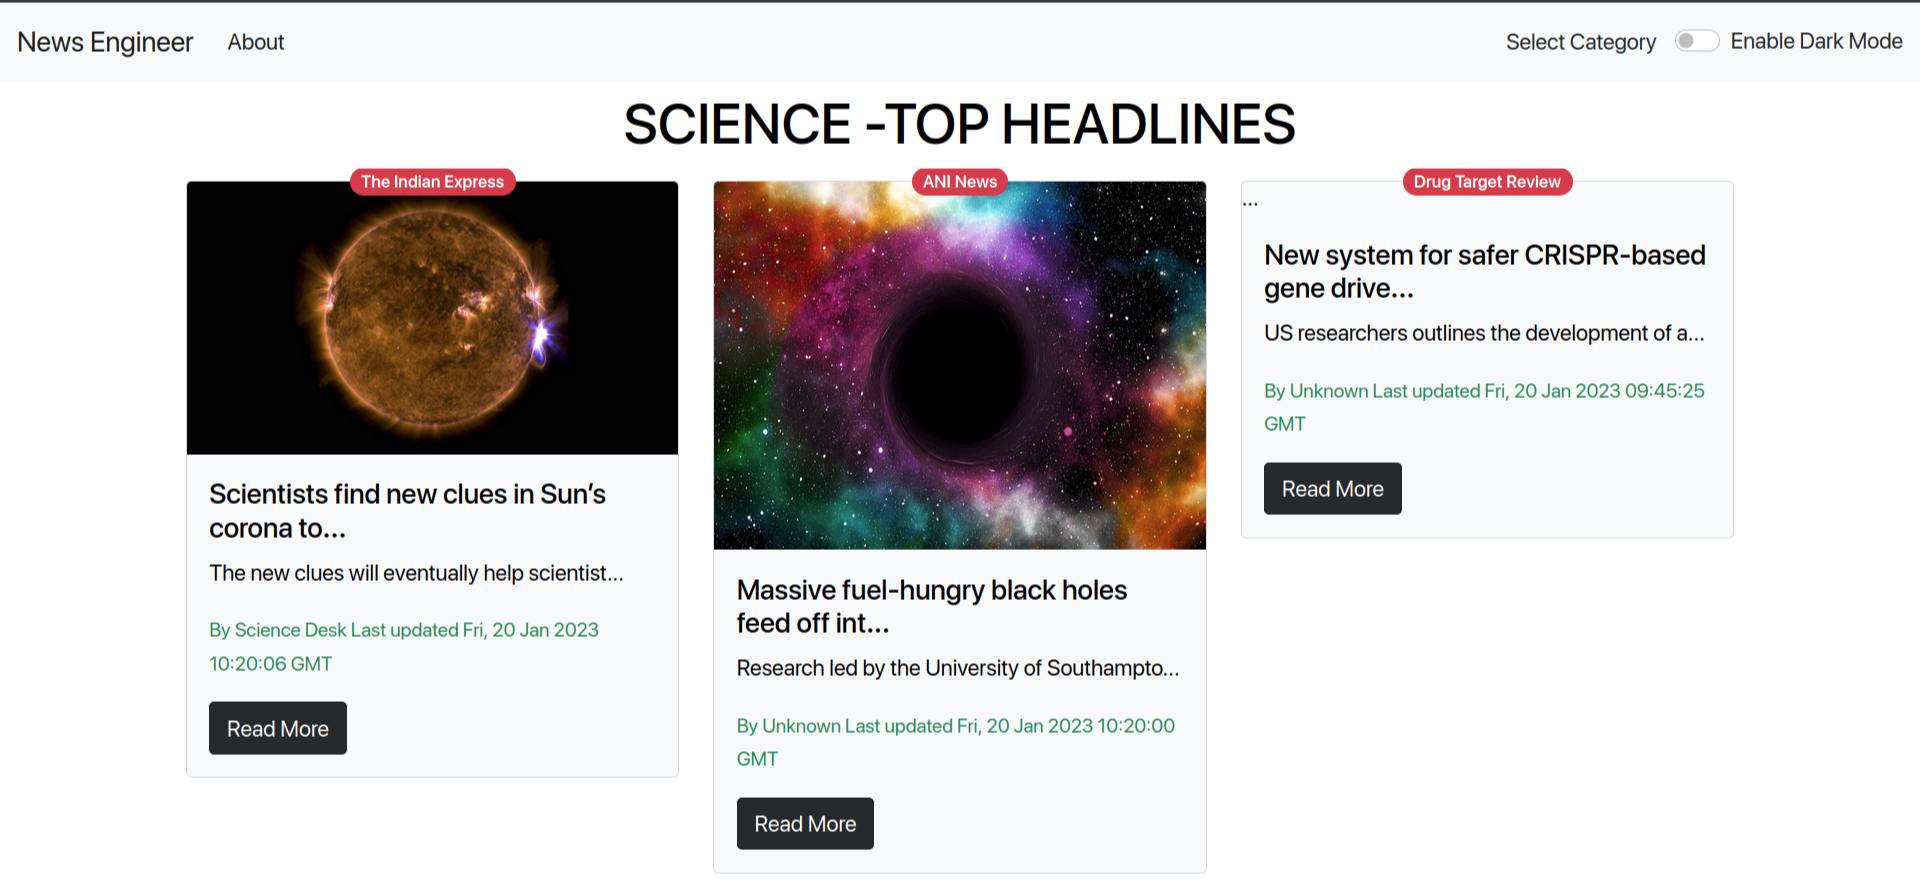 News Engineer About Select Category Enable Dark Mode
SCIENCE -TOP HEADLINES
The Indian Express
Scientists find new clues in Sun’s
corona to...
The new clues will eventually help scientist...
By Science Desk Last updated Fri, 20 Jan 2023
10:20:06 GMT
Read More
ANI News
Massive fuel-hungry black holes
feed off int...
Research led by the University of Southampto...
By Unknown Last updated Fri, 20 Jan 2023 10:20:00
GMT
Read More
Drug Target Review
...
New system for safer CRISPR-based
gene drive...
US researchers outlines the development of a...
By Unknown Last updated Fri, 20 Jan 2023 09:45:25
GMT
Read More